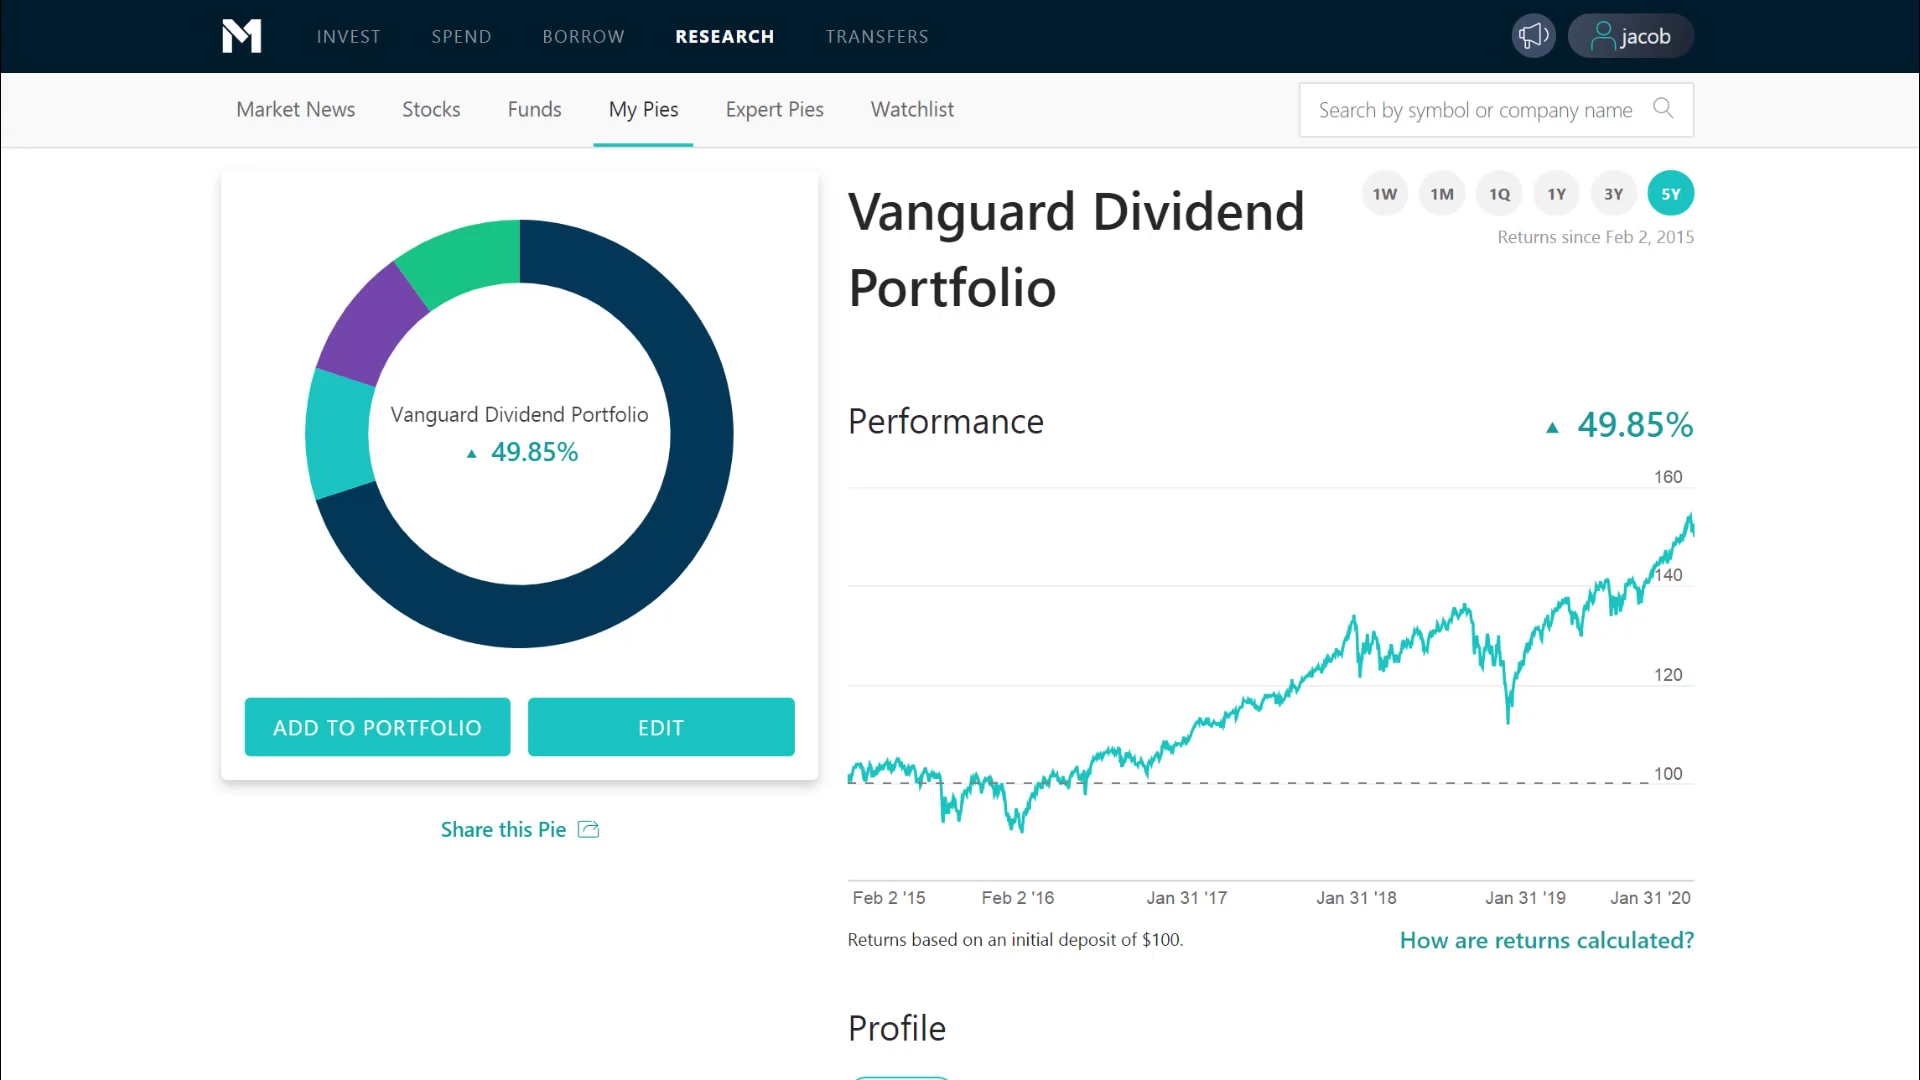 M INVEST SPEND BORROW RESEARCH TRANSFERS jacob
Market News Stocks Funds My Pies Expert Pies Watchlist Search by symbol or company name
Vanguard Dividend Portfolio
▲ 49.85%
ADD TO PORTFOLIO EDIT
Share this Pie
Vanguard Dividend
Portfolio
1W 1M 1Q 1Y 3Y 5Y
Returns since Feb 2, 2015
Performance ▲ 49.85%
160
140
120
100
Feb 2 '15 Feb 2 '16 Jan 31 '17 Jan 31 '18 Jan 31 '19 Jan 31 '20
Returns based on an initial deposit of $100. How are returns calculated?
Profile